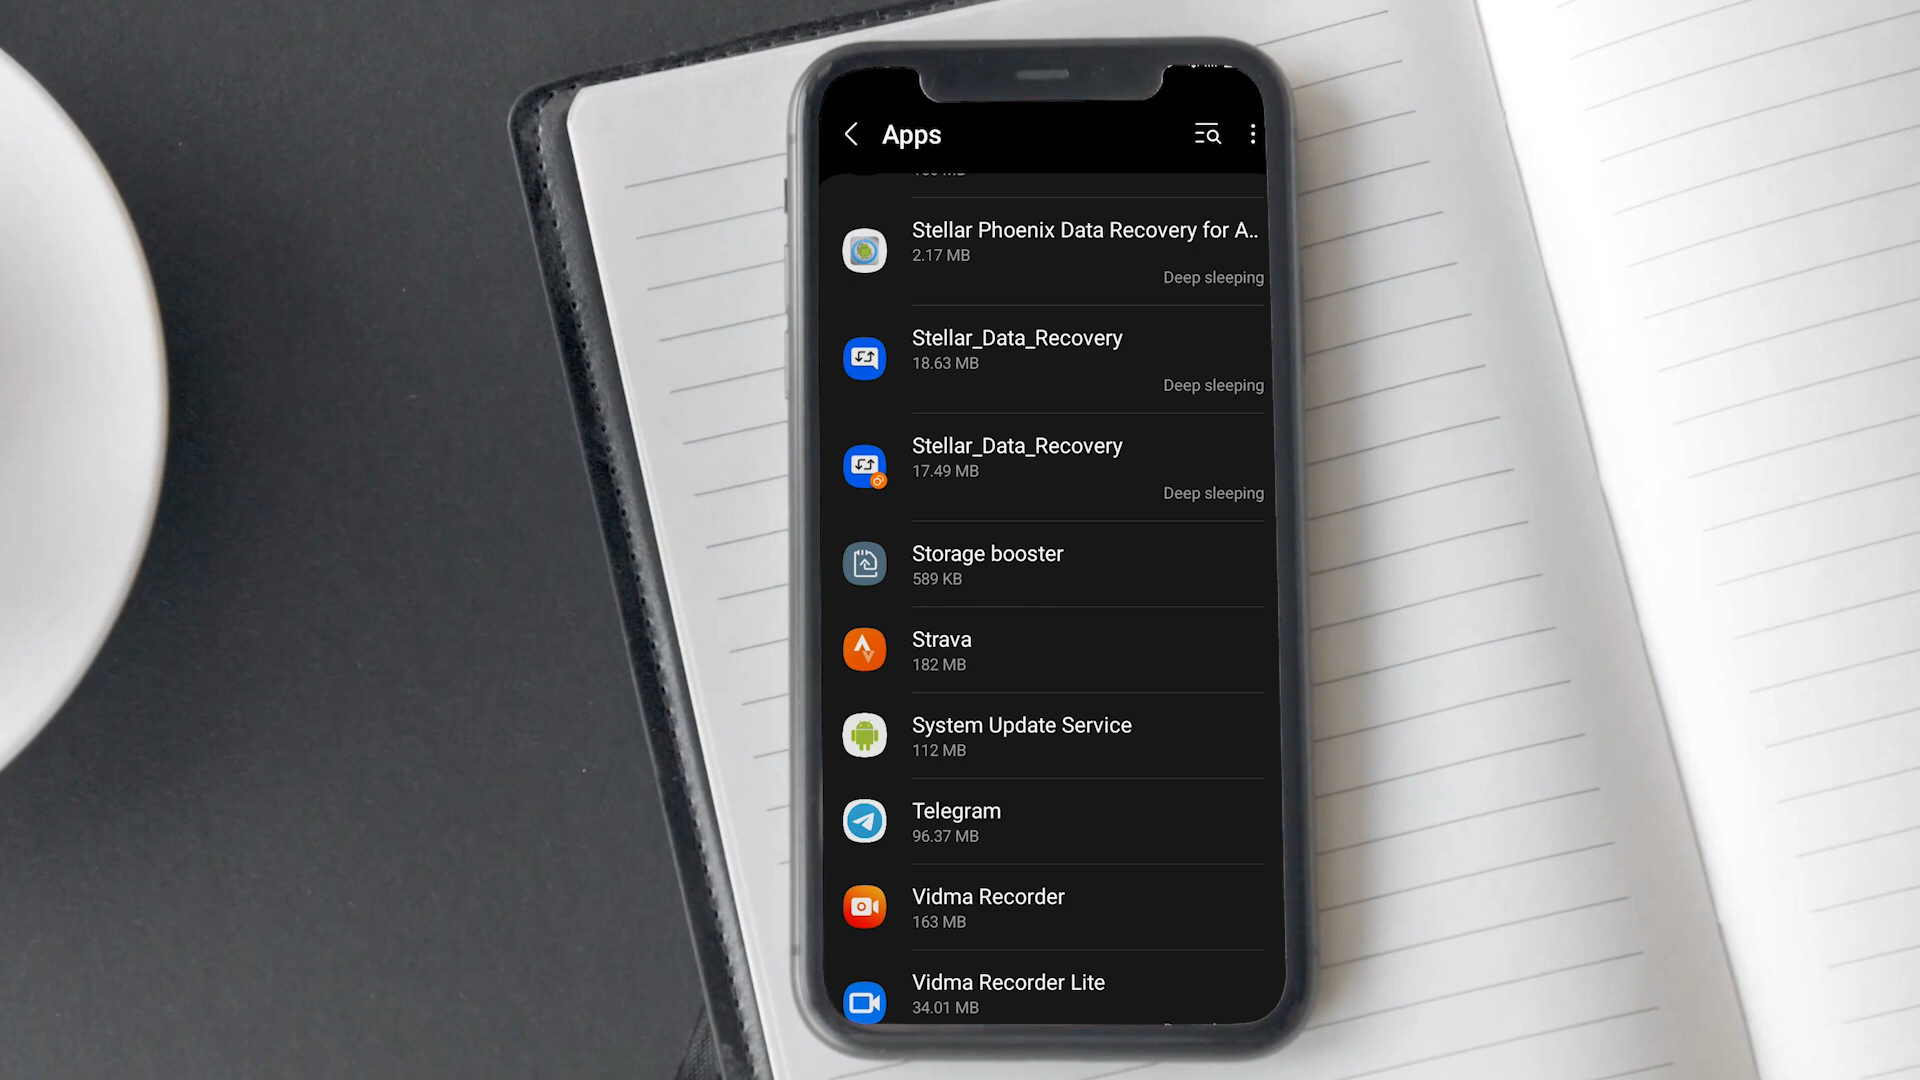 Apps
Stellar Phoenix Data Recovery for A..
2.17 MB
Deep sleeping
Stellar_Data_Recovery
18.63 MB
Deep sleeping
Stellar_Data_Recovery
17.49 MB
Deep sleeping
Storage booster
589 KB
Strava
182 MB
System Update Service
112 MB
Telegram
96.37 MB
Vidma Recorder
163 MB
Vidma Recorder Lite
34.01 MB